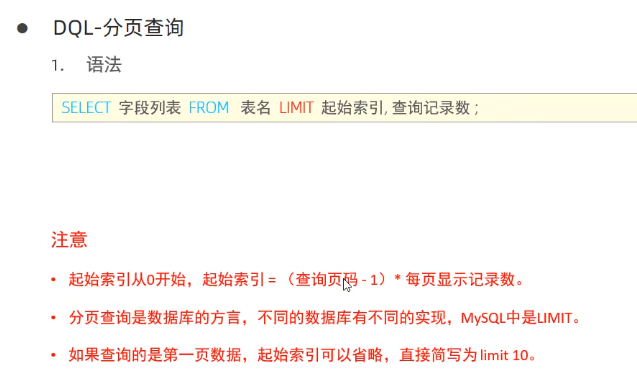 ● DQL-分页查询
1. 语法
SELECT 字段列表 FROM 表名 LIMIT 起始索引, 查询记录数 ;
注意
• 起始索引从0开始，起始索引 = （查询页码 - 1）* 每页显示记录数。
• 分页查询是数据库的方言，不同的数据库有不同的实现，MySQL中是LIMIT。
• 如果查询的是第一页数据，起始索引可以省略，直接简写为 limit 10。